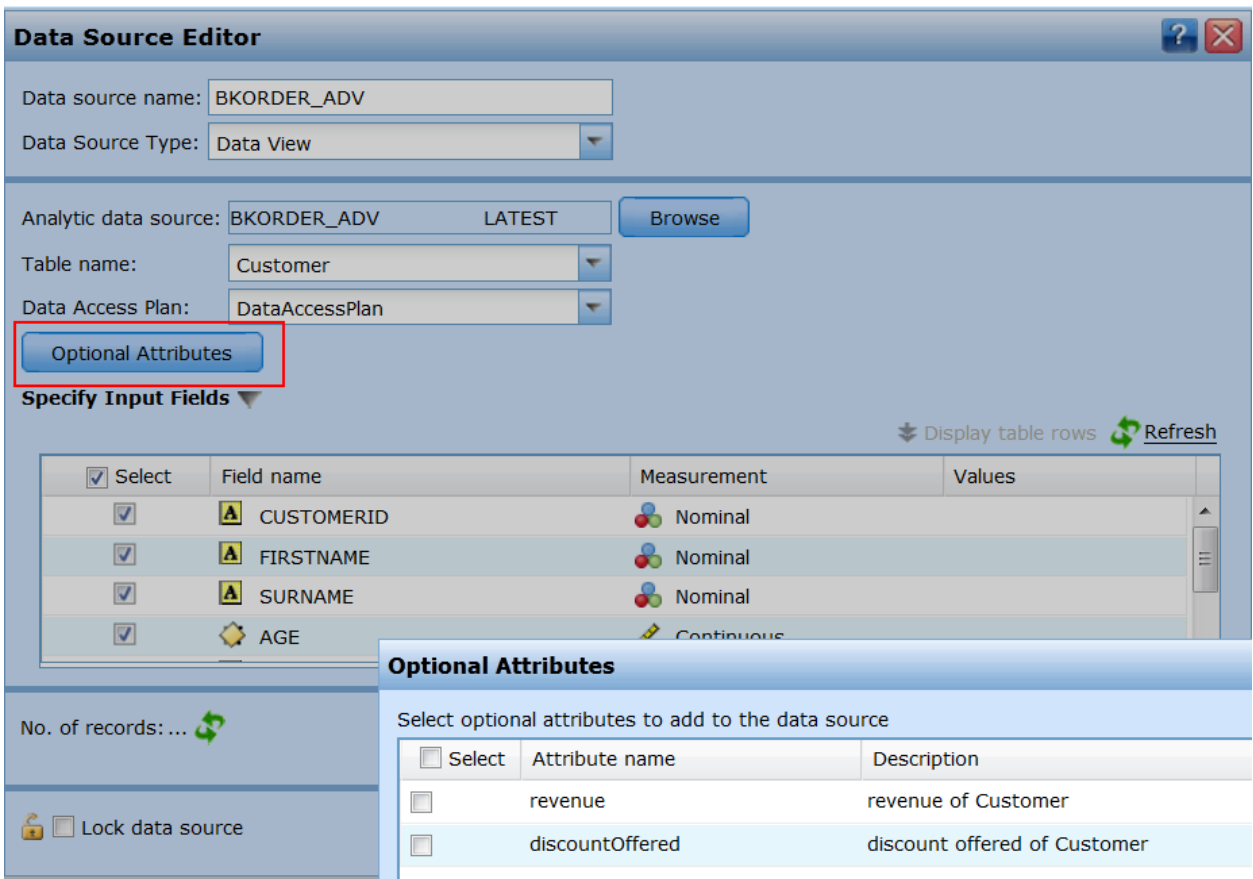 Data Source Editor ?
Data source name: BKORDER_ADV
Data Source Type: Data View
Analytic data source: BKORDER_ADV LATEST Browse
Table name: Customer
Data Access Plan: DataAccessPlan
Optional Attributes
Specify Input Fields
Display table rows Refresh
Select Field name Measurement Values
A CUSTOMERID Nominal
A FIRSTNAME Nominal
A SURNAME Nominal
AGE Continuous
Optional Attributes
No. of records: ...
Select optional attributes to add to the data source
Select Attribute name Description
revenue revenue of Customer
Lock data source
discountOffered discount offered of Customer